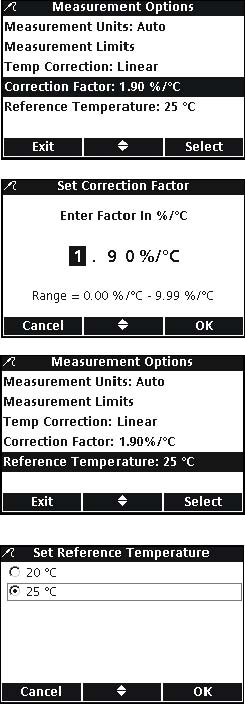 Measurement Options
Measurement Units: Auto
Measurement Limits
Temp Correction: Linear
Correction Factor: 1.90 %/°C
Reference Temperature: 25 °C
Exit Select
Set Correction Factor
Enter Factor In %/°C
1.90%/°C
Range = 0.00 %/°C - 9.99 %/°C
Cancel OK
Measurement Options
Measurement Units: Auto
Measurement Limits
Temp Correction: Linear
Correction Factor: 1.90%/°C
Reference Temperature: 25 °C
Exit Select
Set Reference Temperature
20 °C
25 °C
Cancel OK